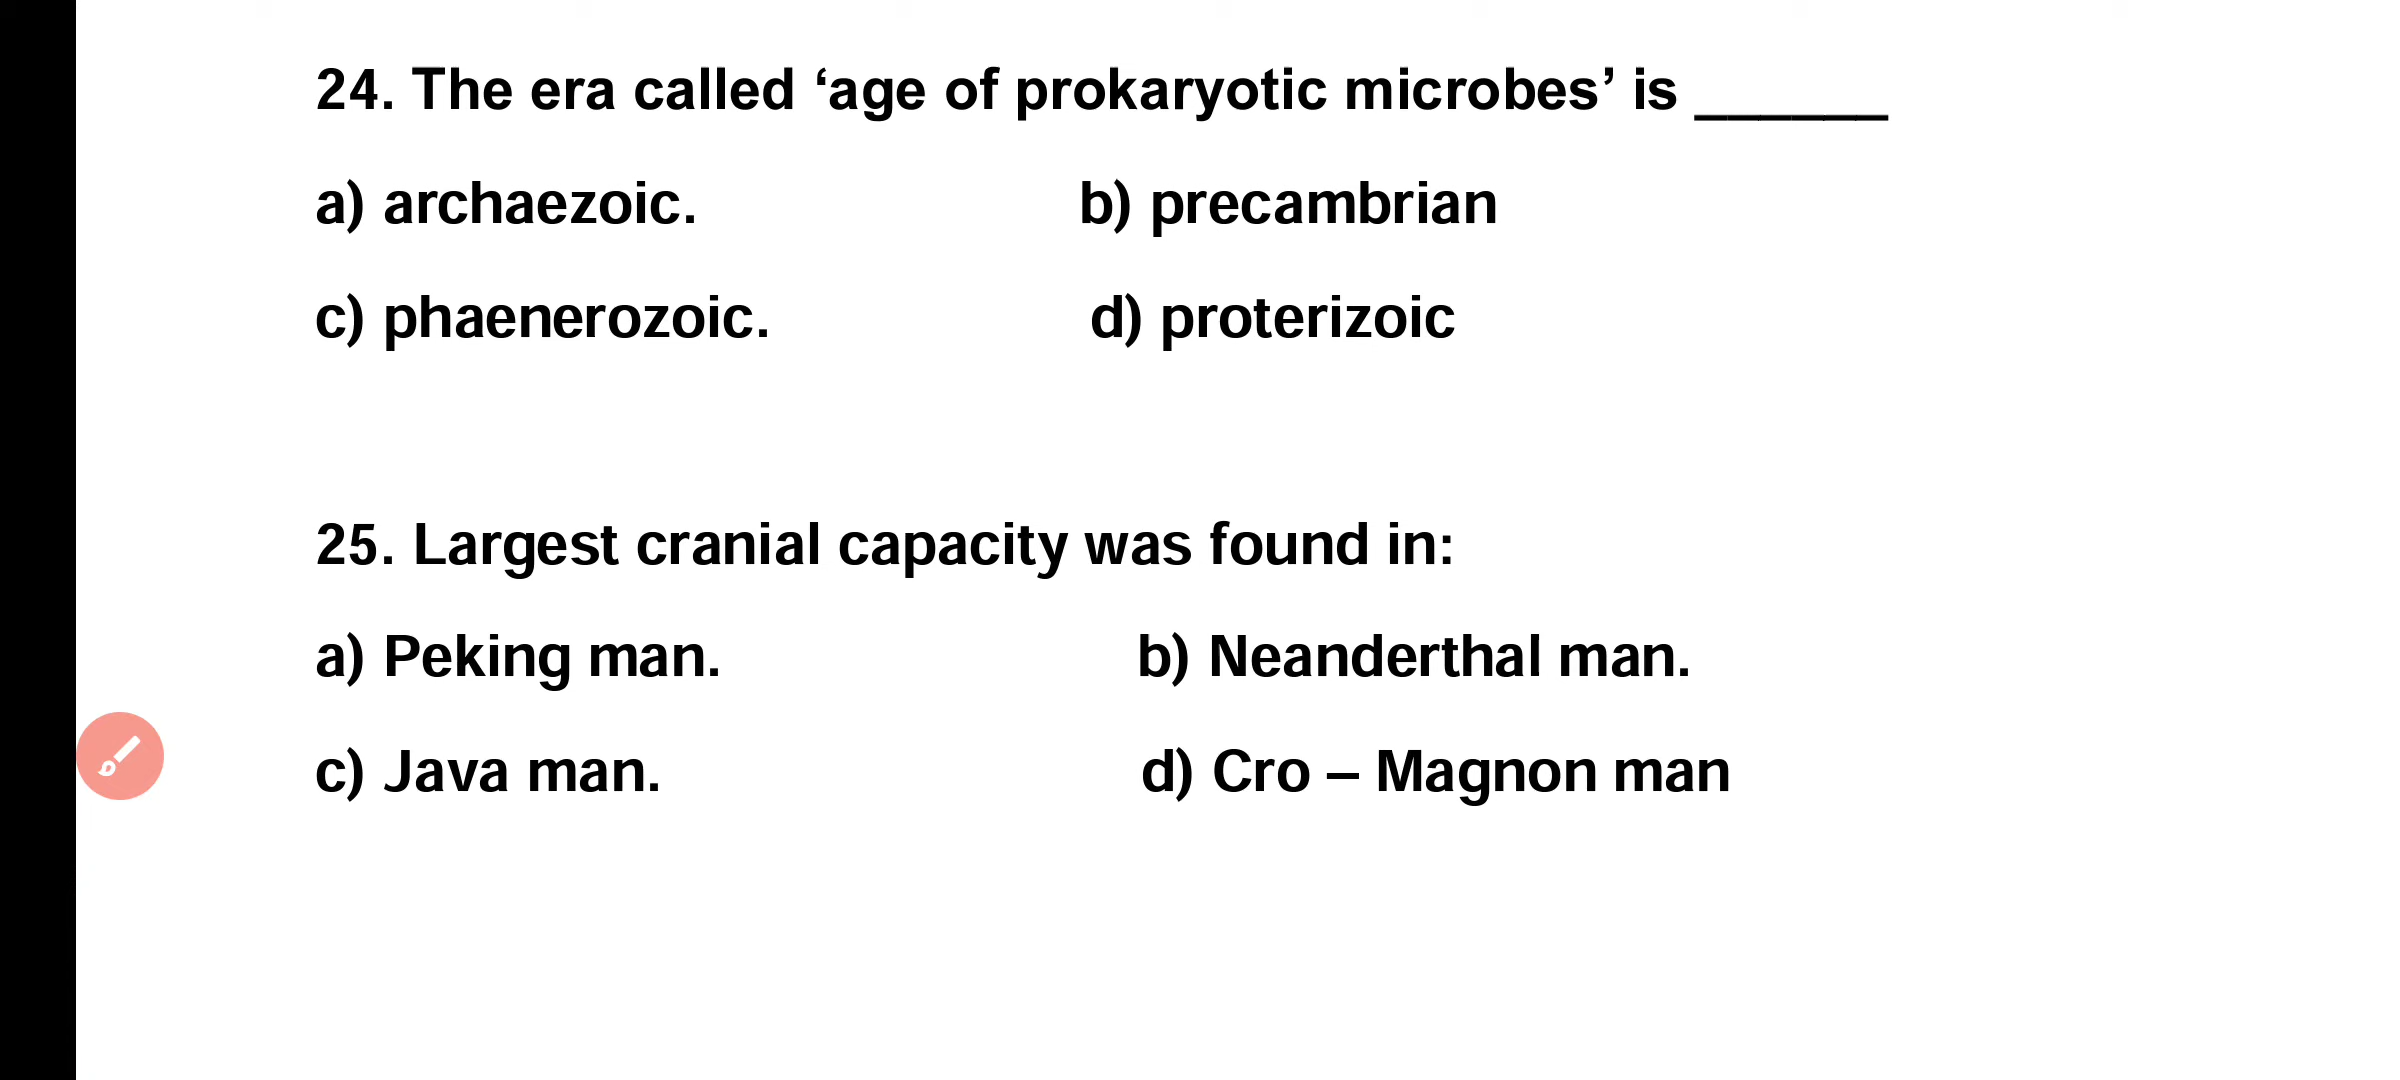 24. The era called ‘age of prokaryotic microbes’ is ______
a) archaezoic. b) precambrian
c) phaenerozoic. d) proterizoic
25. Largest cranial capacity was found in:
a) Peking man. b) Neanderthal man.
c) Java man. d) Cro – Magnon man